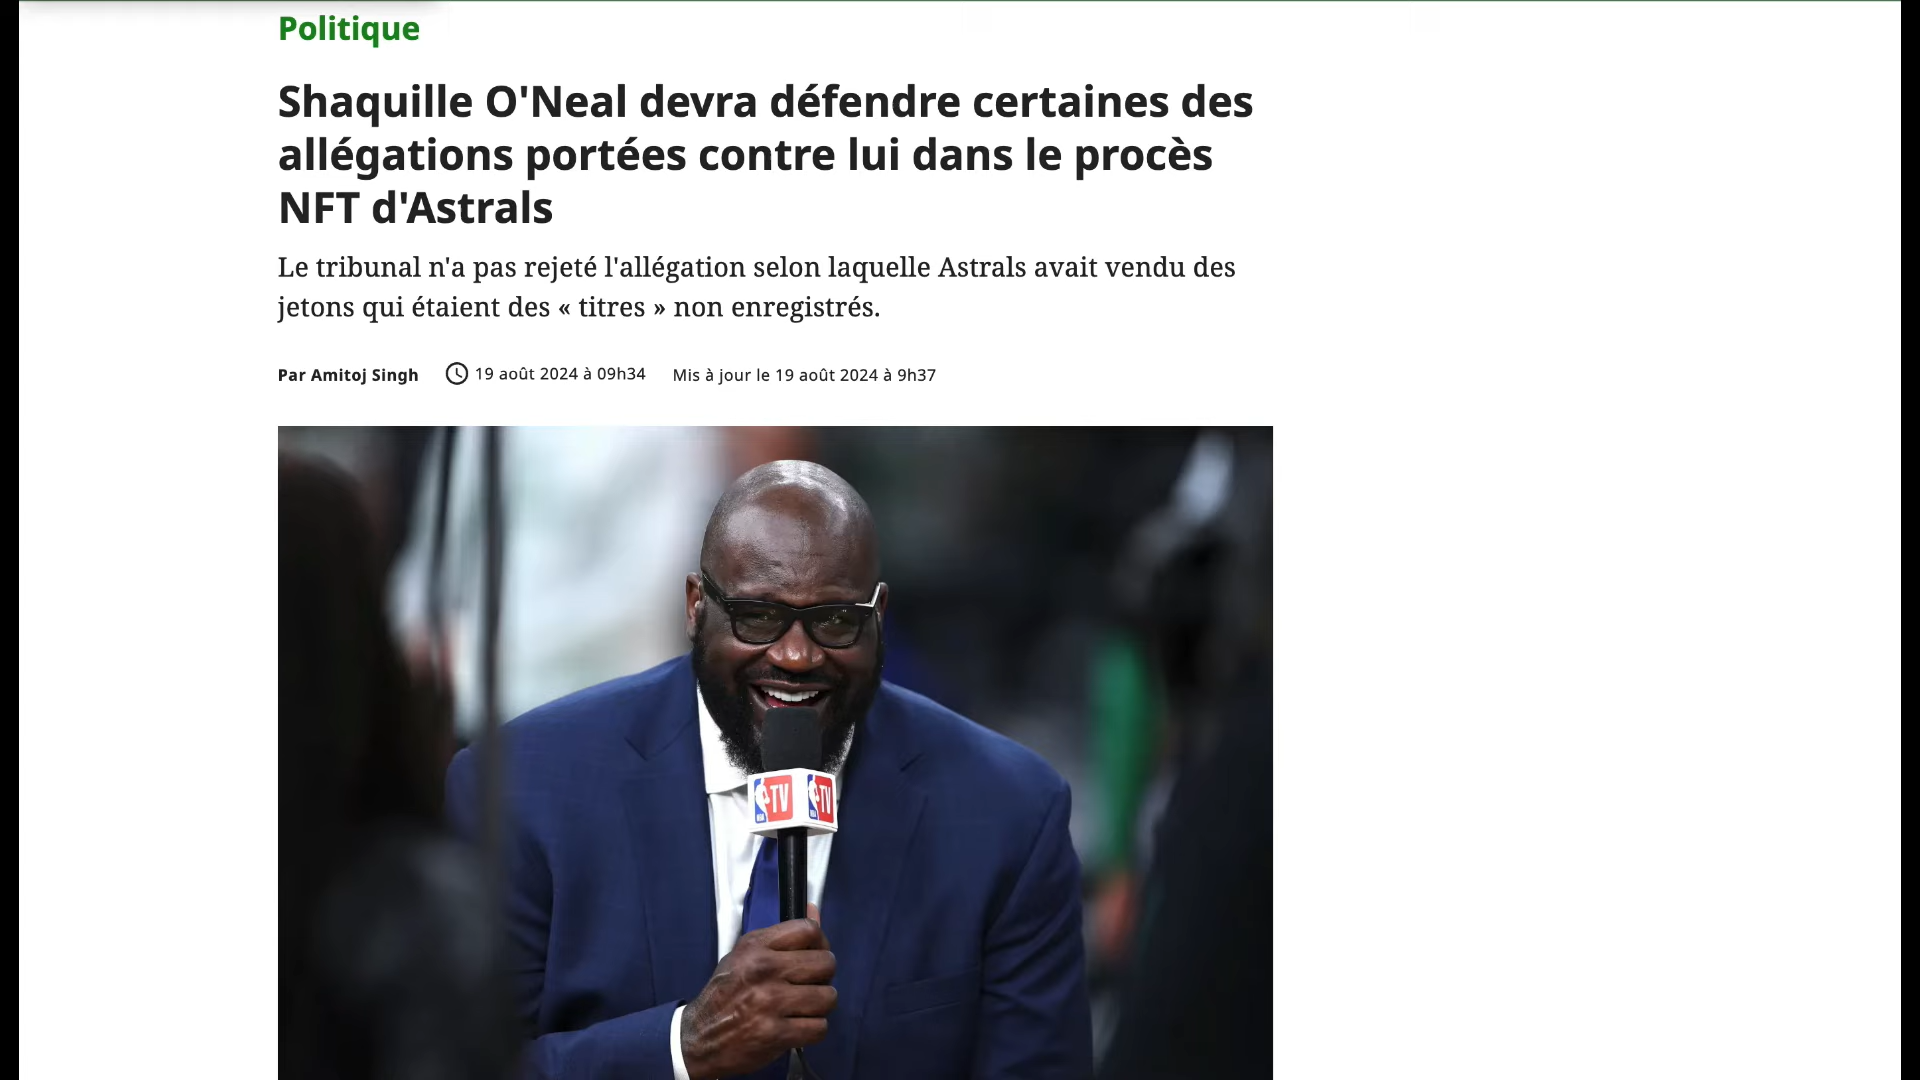 Politique
Shaquille O'Neal devra défendre certaines des
allégations portées contre lui dans le procès
NFT d'Astrals
Le tribunal n'a pas rejeté l'allégation selon laquelle Astrals avait vendu des
jetons qui étaient des « titres » non enregistrés.
Par Amitoj Singh 19 août 2024 à 09h34 Mis à jour le 19 août 2024 à 9h37
TV TV